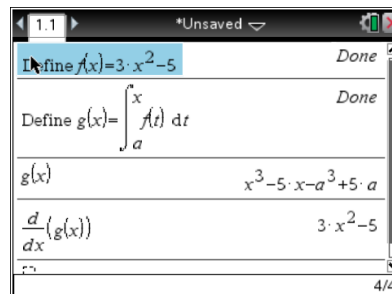 1.1 *Unsaved
Define f(x)=3·x²−5 Done
Define g(x)=∫ₐˣ f(t) dt Done
g(x) x³−5·x−a³+5·a
d/dx(g(x)) 3·x²−5
4/4